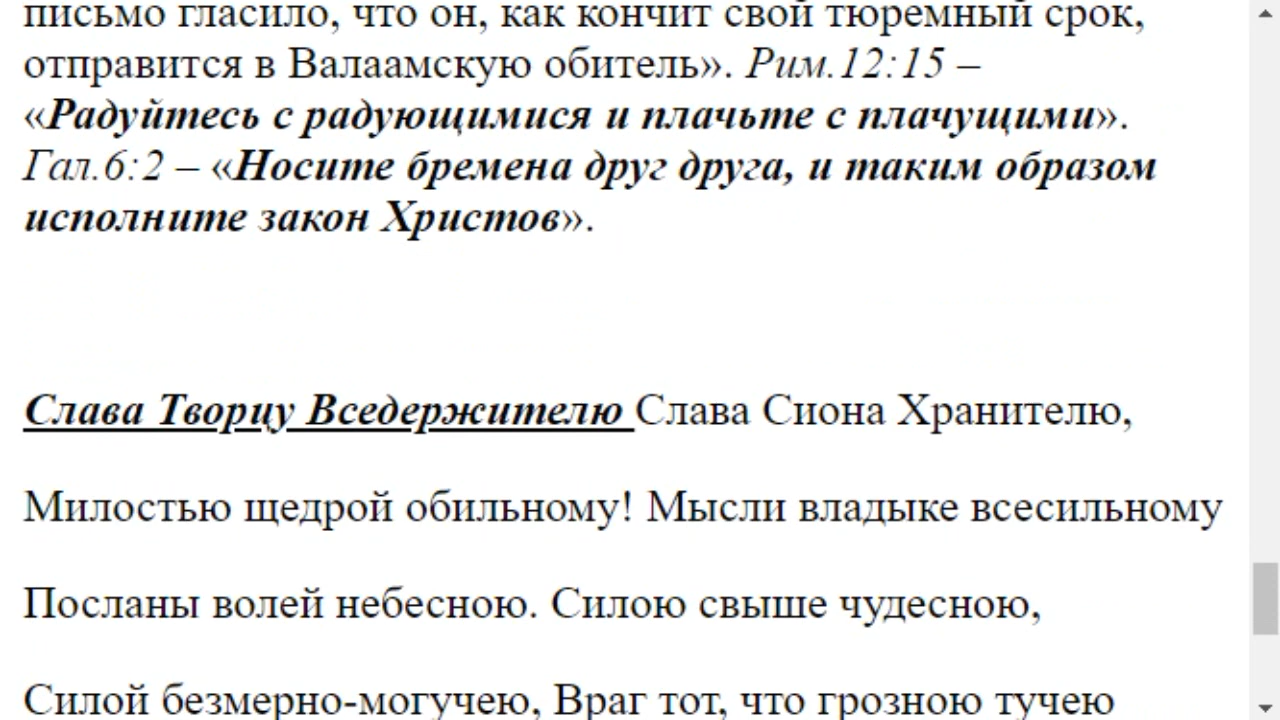 письмо гласило, что он, как кончит свой тюремный срок,
отправится в Валаамскую обитель». Рим.12:15 –
«Радуйтесь с радующимися и плачьте с плачущими».
Гал.6:2 – «Носите бремена друг друга, и таким образом
исполните закон Христов».
Слава Творцу Вседержителю Слава Сиона Хранителю,
Милостью щедрой обильному! Мысли владыке всесильному
Посланы волей небесною. Силою свыше чудесною,
Силой безмерно-могучею, Враг тот, что грозною тучею